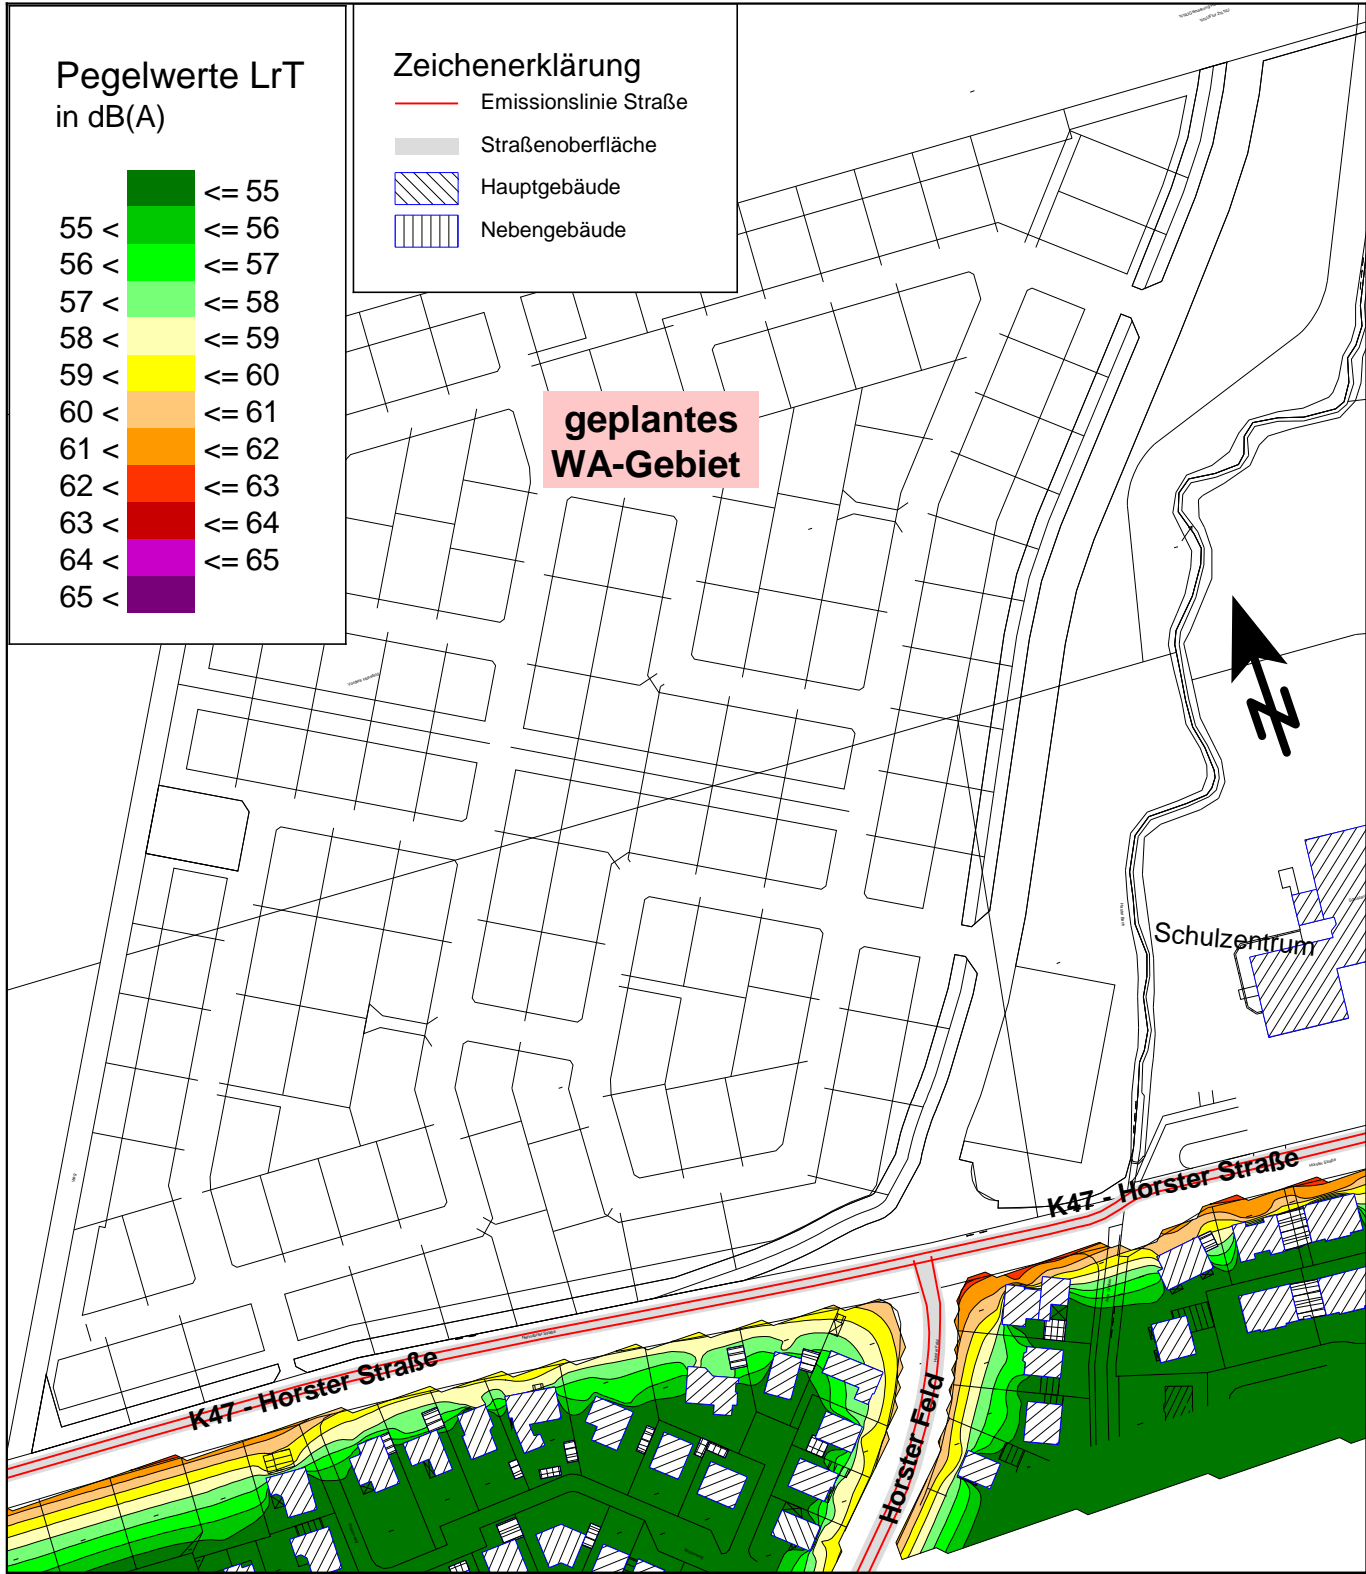 Pegelwerte LrT
in dB(A)
<= 55
55 < <= 56
56 < <= 57
57 < <= 58
58 < <= 59
59 < <= 60
60 < <= 61
61 < <= 62
62 < <= 63
63 < <= 64
64 < <= 65
65 <
Zeichenerklärung
Emissionslinie Straße
Straßenoberfläche
Hauptgebäude
Nebengebäude
geplantes
WA-Gebiet
Schulzentrum
K47 - Horster Straße
K47 - Horster Straße
Horster Feld